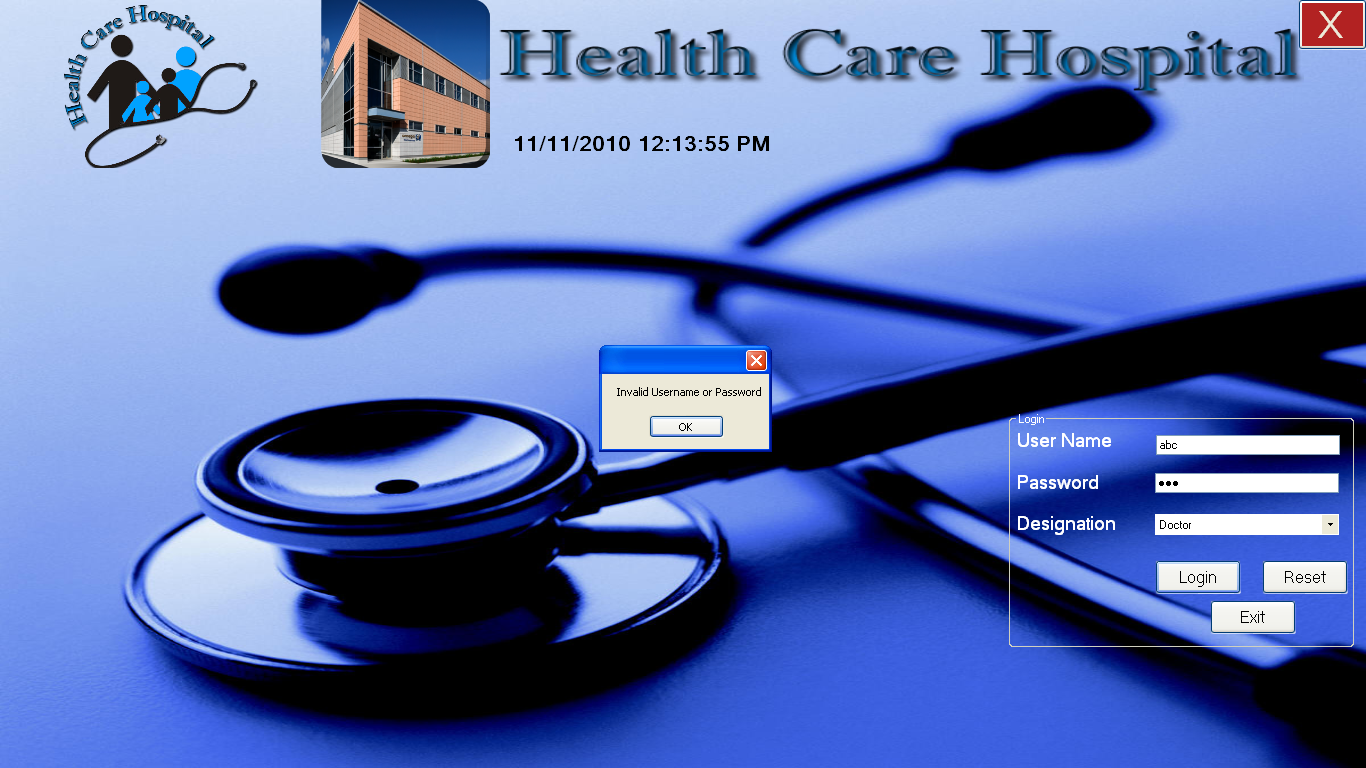 Health Care Hospital
Health Care Hospital
X
11/11/2010 12:13:55 PM
Invalid Username or Password
OK
Login
User Name
abc
Password
●●●
Designation
Doctor
Login
Reset
Exit